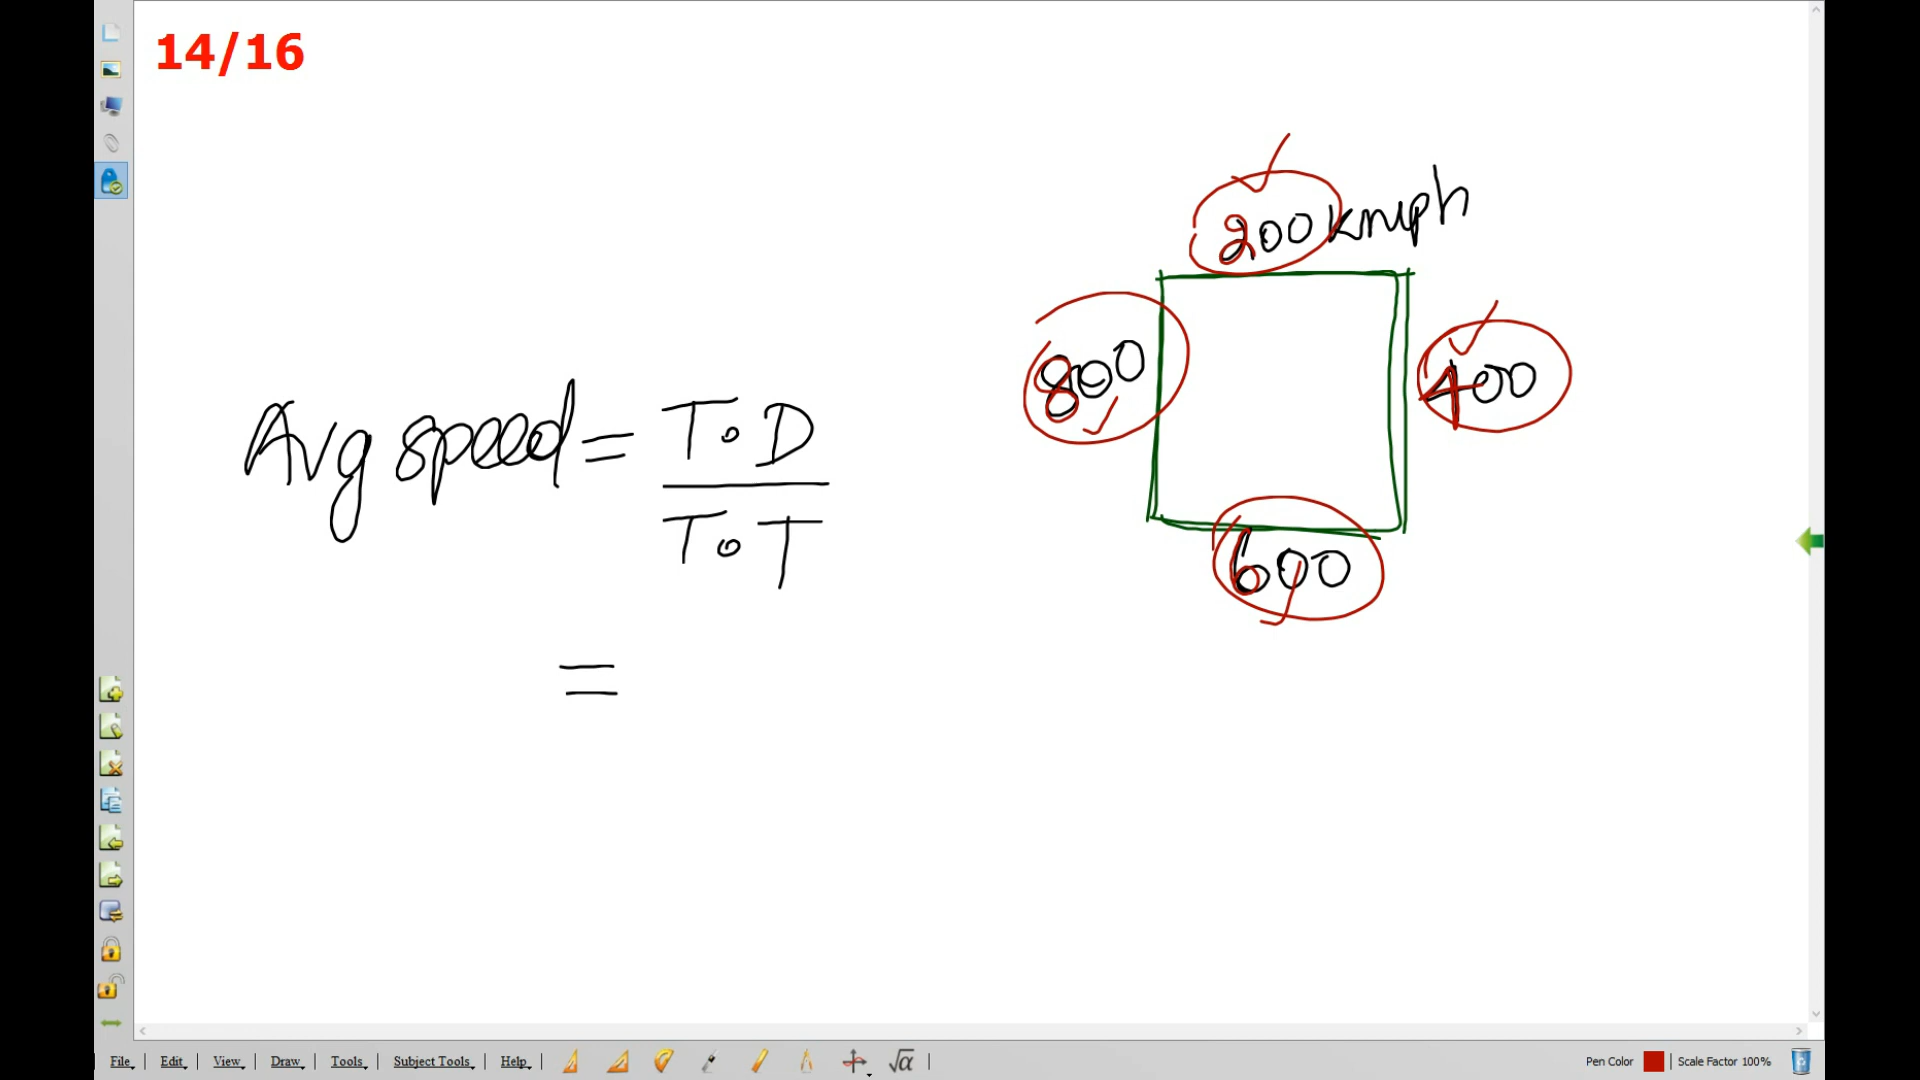 14/16
200 kmph
800
400
Avg speed = T.D
T.T
600
=
File
Edit
View
Draw
Tools
Subject Tools
Help
√α
Pen Color
Scale Factor 100%